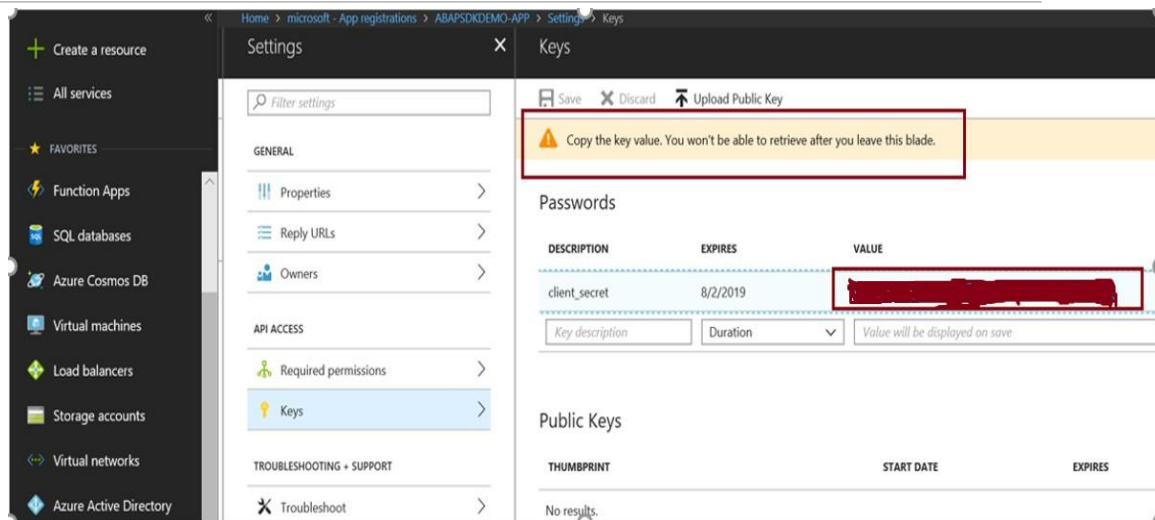 Home > microsoft - App registrations > ABAPSDKDEMO-APP > Settings > Keys
Create a resource
All services
FAVORITES
Function Apps
SQL databases
Azure Cosmos DB
Virtual machines
Load balancers
Storage accounts
Virtual networks
Azure Active Directory
Settings
Filter settings
GENERAL
Properties
Reply URLs
Owners
API ACCESS
Required permissions
Keys
TROUBLESHOOTING + SUPPORT
Troubleshoot
Keys
Save Discard Upload Public Key
Copy the key value. You won't be able to retrieve after you leave this blade.
Passwords
DESCRIPTION EXPIRES VALUE
client_secret 8/2/2019
Key description Duration Value will be displayed on save
Public Keys
THUMBPRINT START DATE EXPIRES
No results.